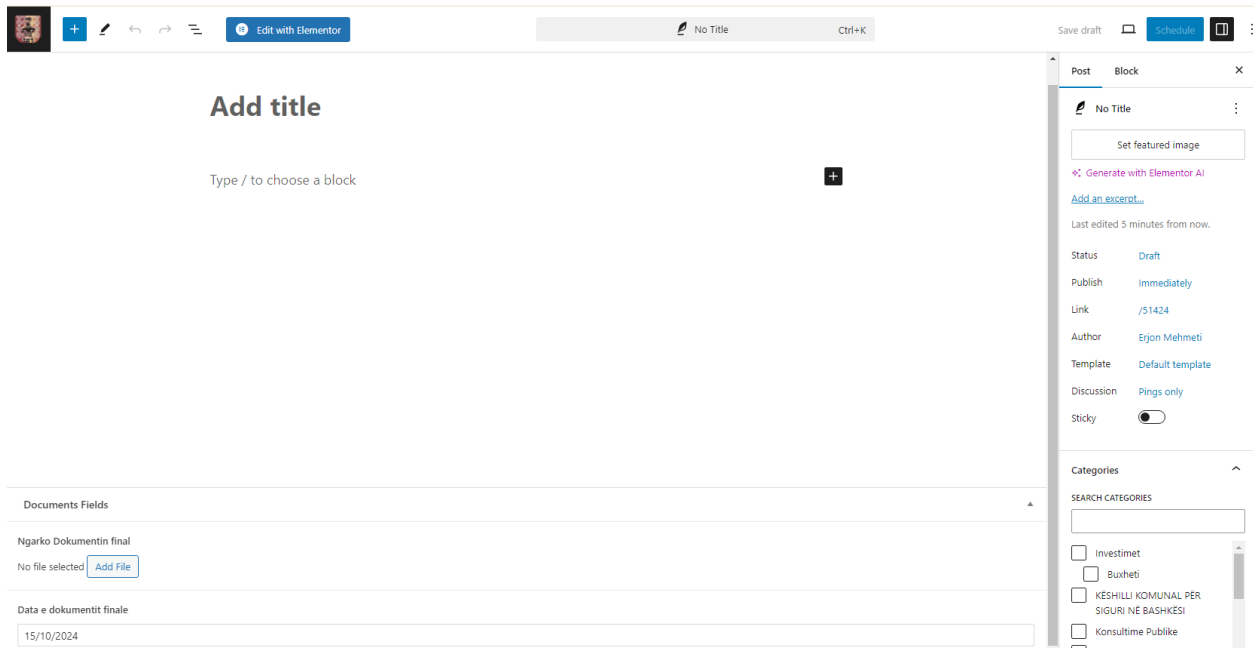 Edit with Elementor
No Title
Ctrl+K
Save draft
Schedule
Post
Block
No Title
Add title
Set featured image
Type / to choose a block
Generate with Elementor AI
Add an excerpt...
Last edited 5 minutes from now.
Status Draft
Publish Immediately
Link /51424
Author Erjon Mehmeti
Template Default template
Discussion Pings only
Sticky
Categories
SEARCH CATEGORIES
Investimet
Buxheti
KËSHILLI KOMUNAL PËR
SIGURI NË BASHKËSI
Konsultime Publike
Documents Fields
Ngarko Dokumentin final
No file selected Add File
Data e dokumentit finale
15/10/2024